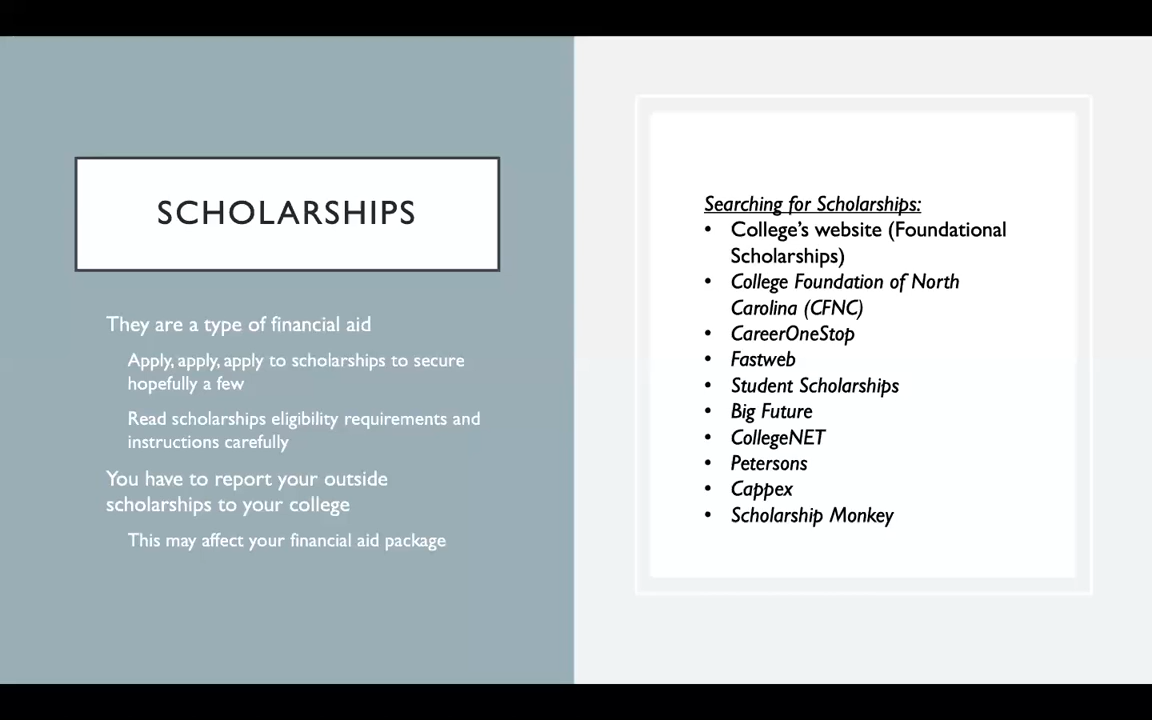 SCHOLARSHIPS
They are a type of financial aid
Apply, apply, apply to scholarships to secure
hopefully a few
Read scholarships eligibility requirements and
instructions carefully
You have to report your outside
scholarships to your college
This may affect your financial aid package
Searching for Scholarships:
• College's website (Foundational
Scholarships)
• College Foundation of North
Carolina (CFNC)
• CareerOneStop
• Fastweb
• Student Scholarships
• Big Future
• CollegeNET
• Petersons
• Cappex
• Scholarship Monkey